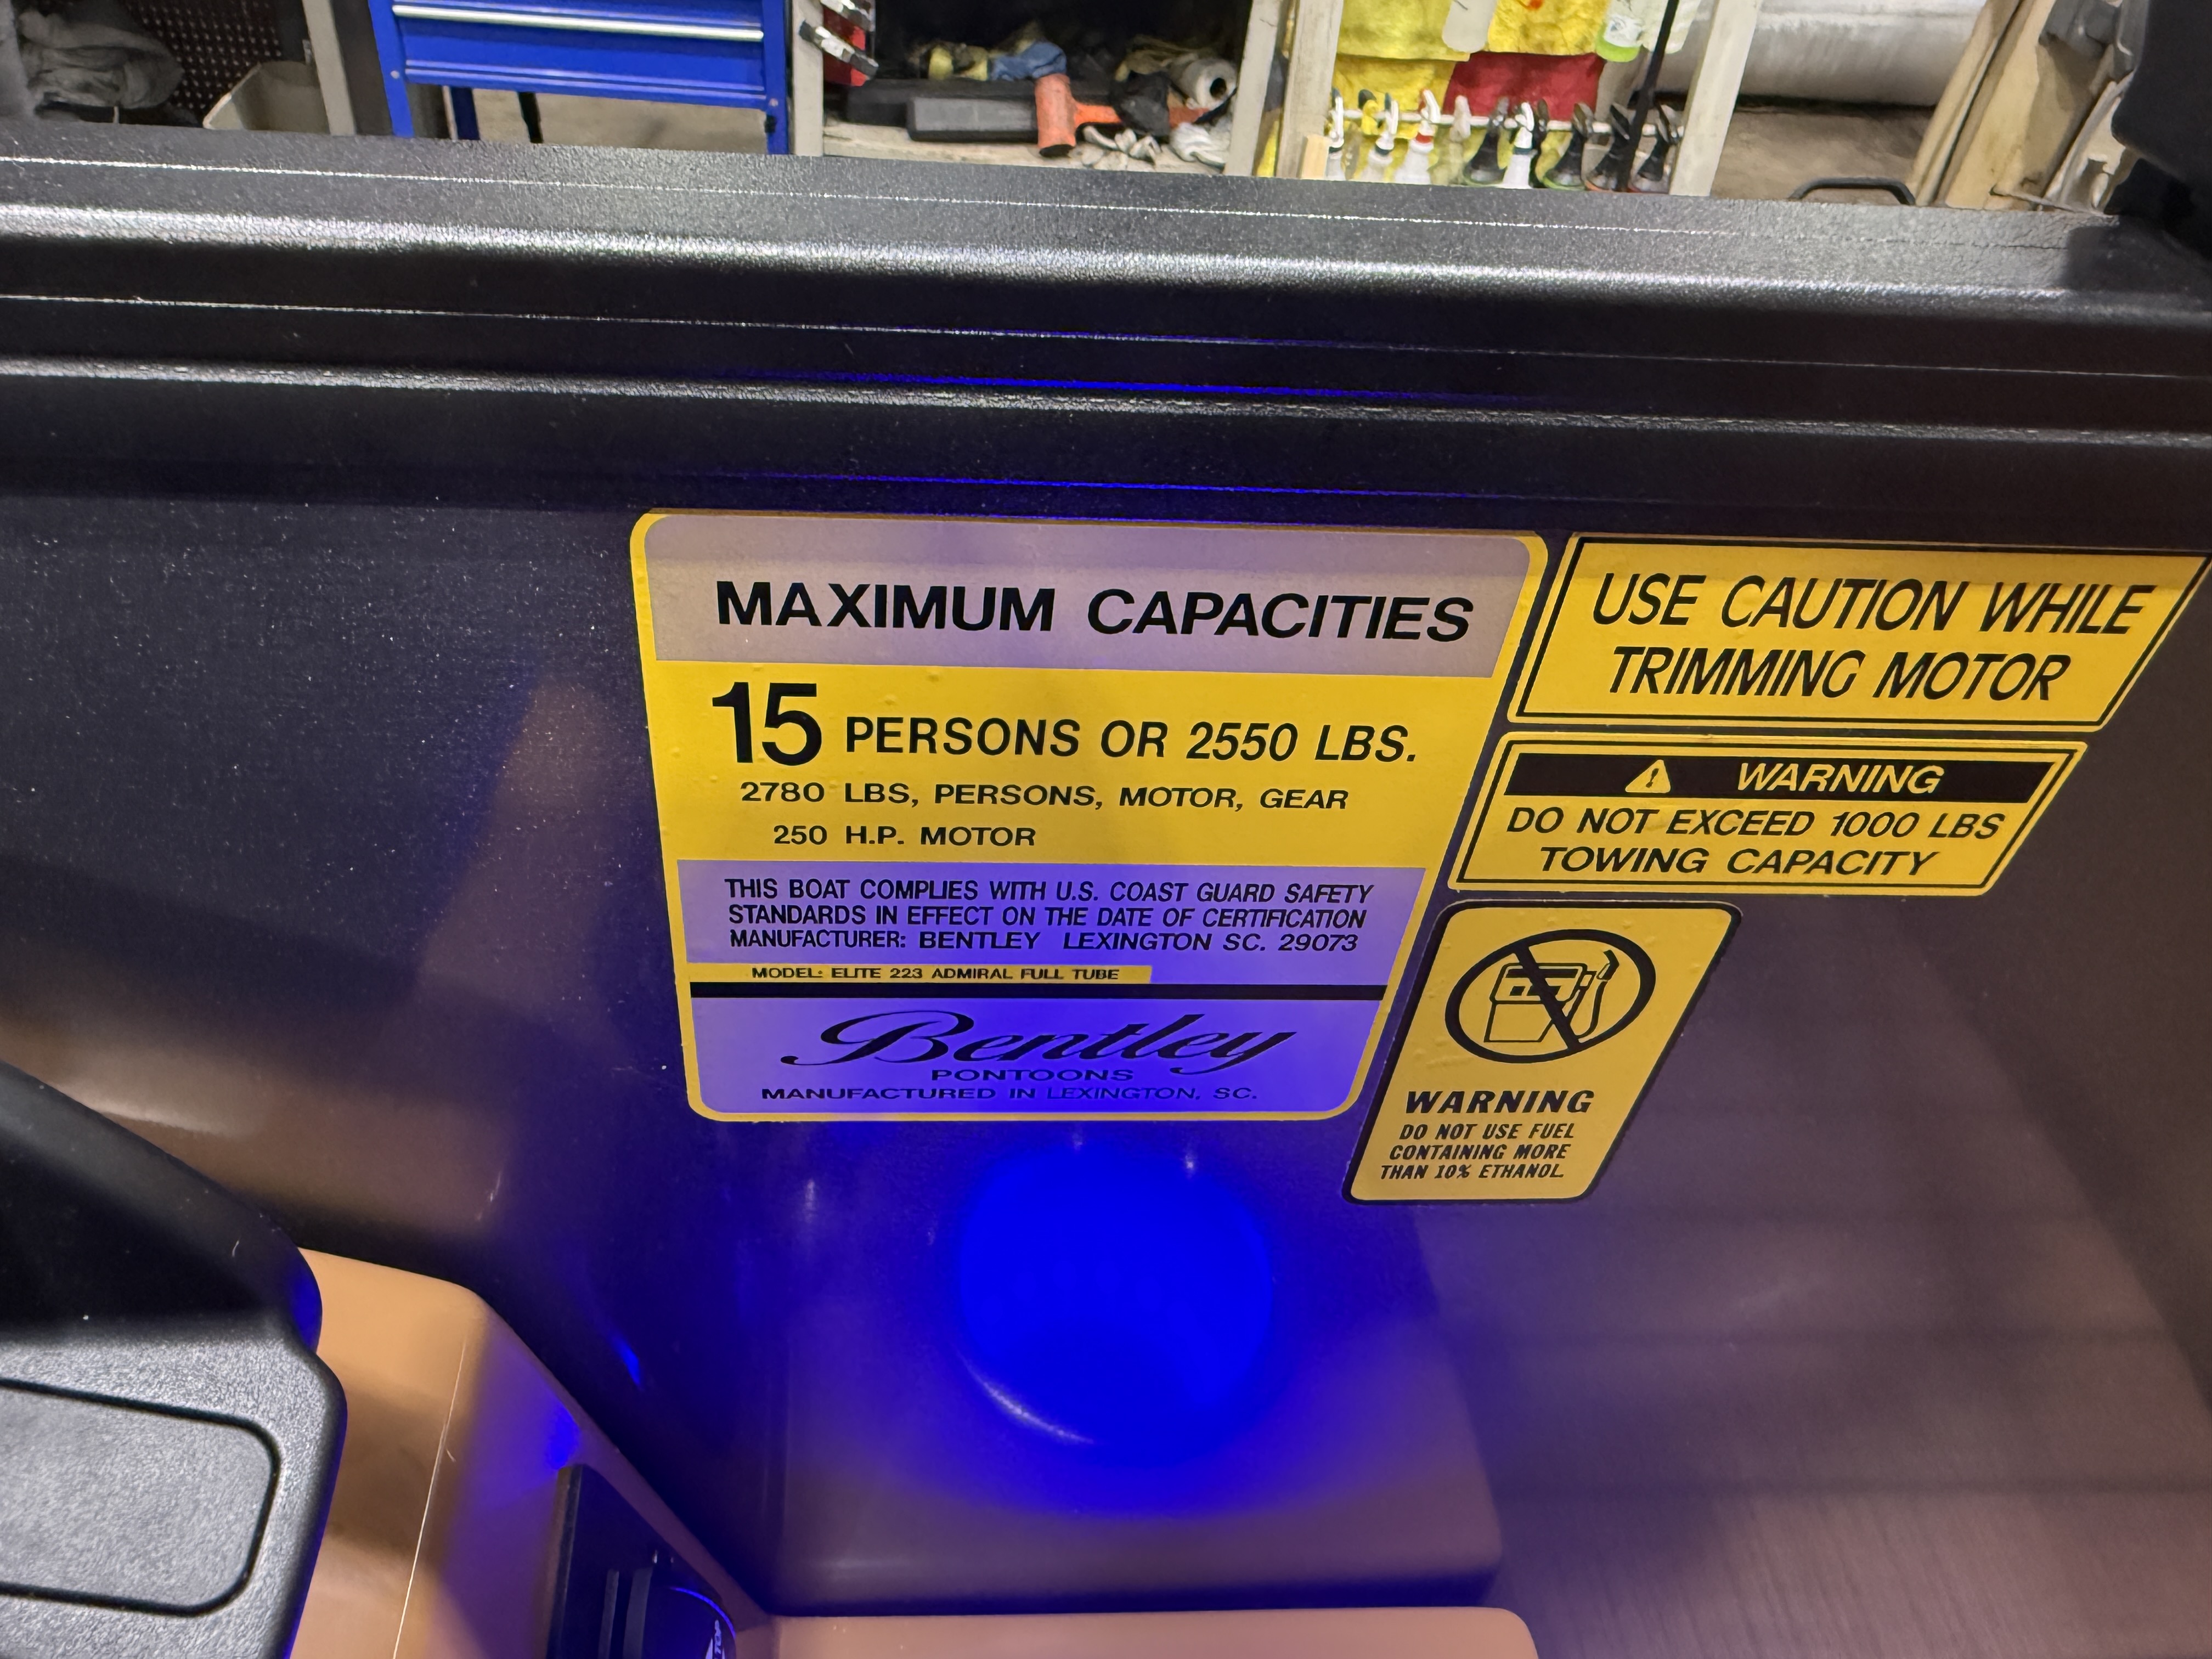 MAXIMUM CAPACITIES
15 PERSONS OR 2550 LBS.
2780 LBS, PERSONS, MOTOR, GEAR
250 H.P. MOTOR
THIS BOAT COMPLIES WITH U.S. COAST GUARD SAFETY
STANDARDS IN EFFECT ON THE DATE OF CERTIFICATION
MANUFACTURER: BENTLEY LEXINGTON SC. 29073
MODEL: ELITE 223 ADMIRAL FULL TUBE
Bentley
PONTOONS
MANUFACTURED IN LEXINGTON, SC.
USE CAUTION WHILE
TRIMMING MOTOR
WARNING
DO NOT EXCEED 1000 LBS
TOWING CAPACITY
WARNING
DO NOT USE FUEL
CONTAINING MORE
THAN 10% ETHANOL.
TOP